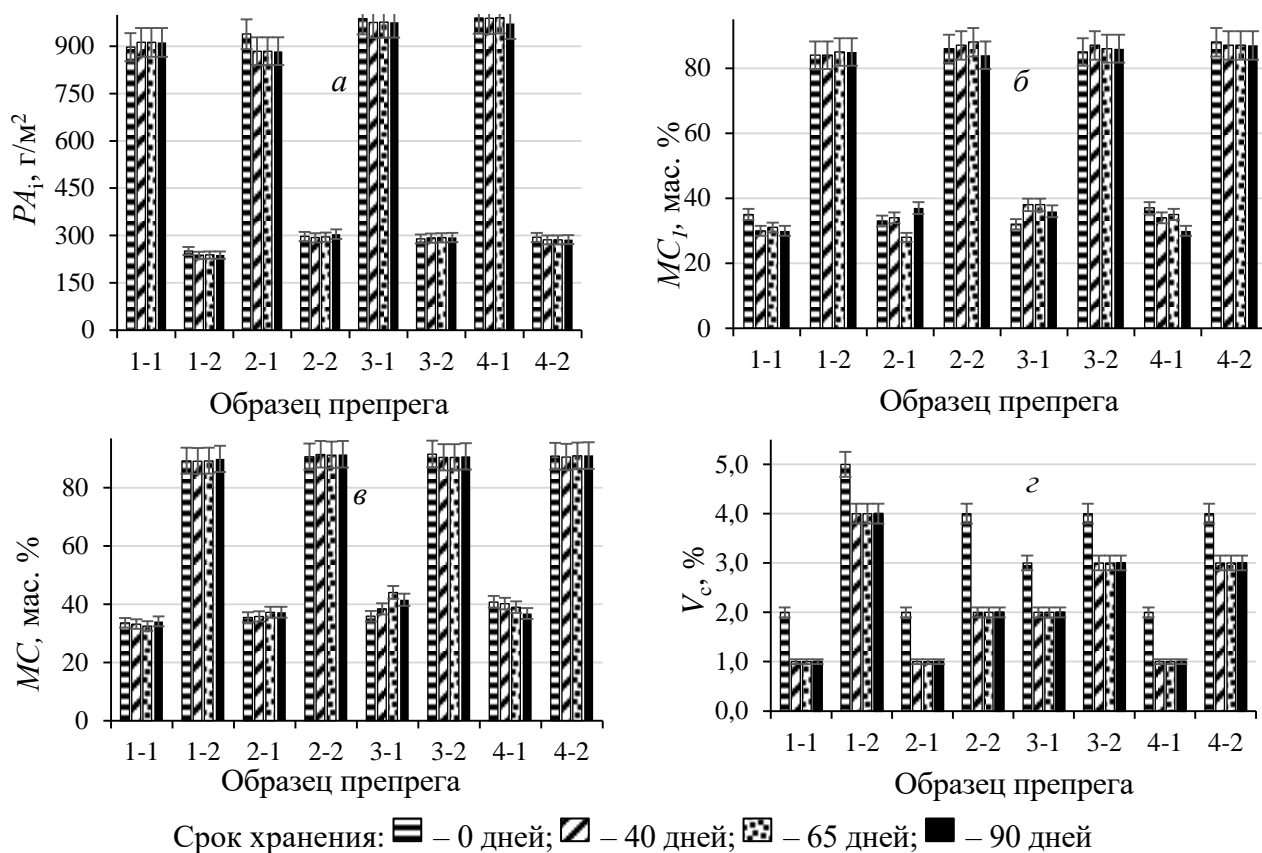 PAi, г/м²
900
750
900
450
300
150
0
а
1-1 1-2 2-1 2-2 3-1 3-2 4-1 4-2
Образец препрега
MC1, мас. %
80
60
40
20
0
б
1-1 1-2 2-1 2-2 3-1 3-2 4-1 4-2
Образец препрега
MC, мас. %
80
60
40
20
0
в
1-1 1-2 2-1 2-2 3-1 3-2 4-1 4-2
Образец препрега
Vc, %
5,0
4,0
3,0
2,0
1,0
0,0
г
1-1 1-2 2-1 2-2 3-1 3-2 4-1 4-2
Образец препрега
Срок хранения: – 0 дней; – 40 дней; – 65 дней; – 90 дней